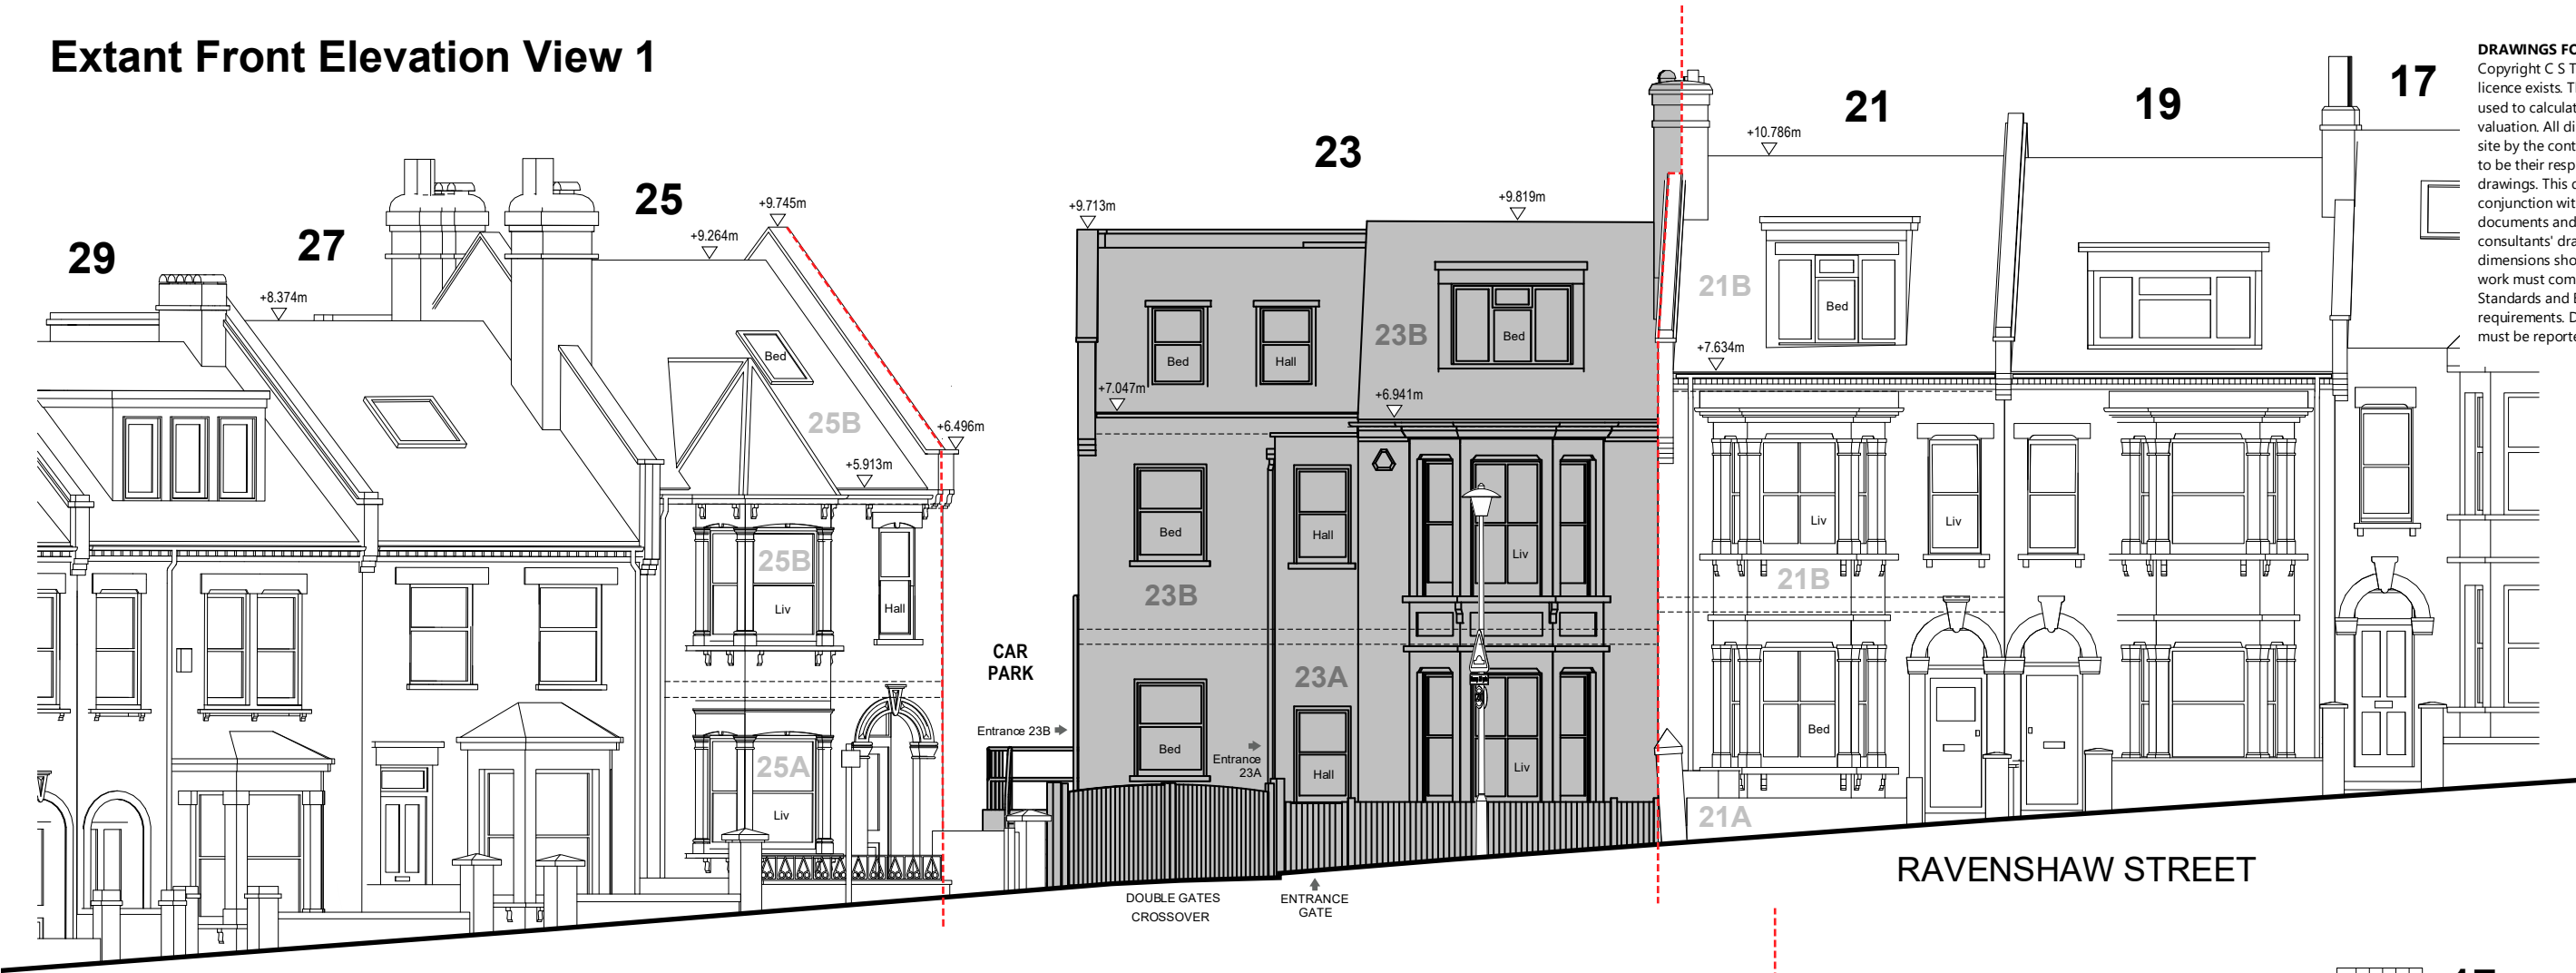 Extant Front Elevation View 1
DRAWINGS FO
Copyright C S T
licence exists. T
used to calculat
valuation. All di
site by the cont
to be their resp
drawings. This c
conjunction wit
documents and
consultants' dra
dimensions sho
work must com
Standards and E
requirements. D
must be reporte
29
27
25
23
21
19
17
+8.374m
+9.264m
+9.745m
+6.496m
+5.913m
+9.713m
+9.819m
+7.047m
+6.941m
+10.786m
+7.634m
Bed
25B
25B
Liv
Hall
25A
Liv
CAR
PARK
Entrance 23B
Bed
Hall
23B
Bed
Bed
Hall
Liv
23B
23A
Bed
Entrance
23A
Hall
Liv
21B
Bed
Liv
Liv
21B
Bed
21A
DOUBLE GATES
CROSSOVER
ENTRANCE
GATE
RAVENSHAW STREET